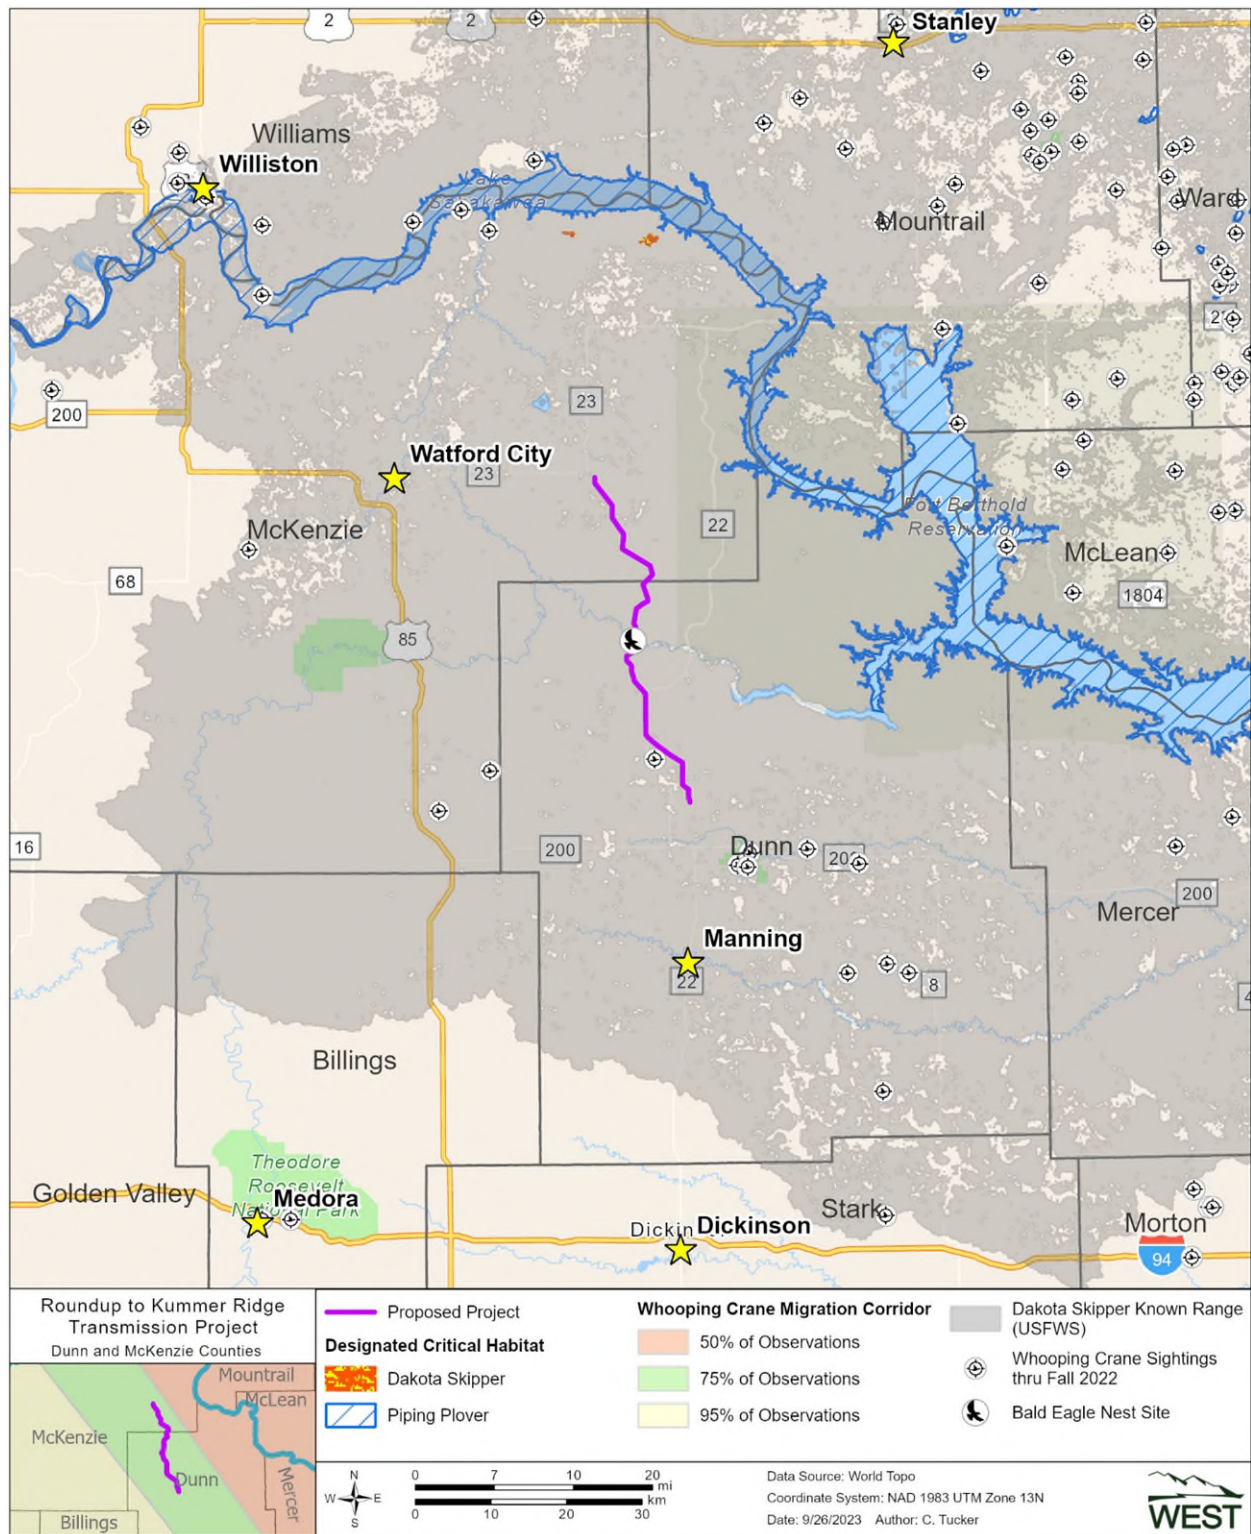 2
2
Stanley
Williams
Williston
Lake
Sakakawea
Mountrail
Ward
23
200
Watford City
23
22
McKenzie
Fort Berthold
Reservation
McLean
68
1804
85
16
200
Dunn
200
Mercer
Manning
22
8
Billings
Theodore
Roosevelt
National Park
Golden Valley
Medora
Stark
Dickinson
Morton
94
Roundup to Kummer Ridge
Transmission Project
Dunn and McKenzie Counties
Mountrail
McLean
McKenzie
Dunn
Mercer
Billings
Proposed Project
Designated Critical Habitat
Dakota Skipper
Piping Plover
Whooping Crane Migration Corridor
50% of Observations
75% of Observations
95% of Observations
Dakota Skipper Known Range
(USFWS)
Whooping Crane Sightings
thru Fall 2022
Bald Eagle Nest Site
N
W E
S
0 7 10 20
mi
km
0 10 20 30
Data Source: World Topo
Coordinate System: NAD 1983 UTM Zone 13N
Date: 9/26/2023 Author: C. Tucker
WEST